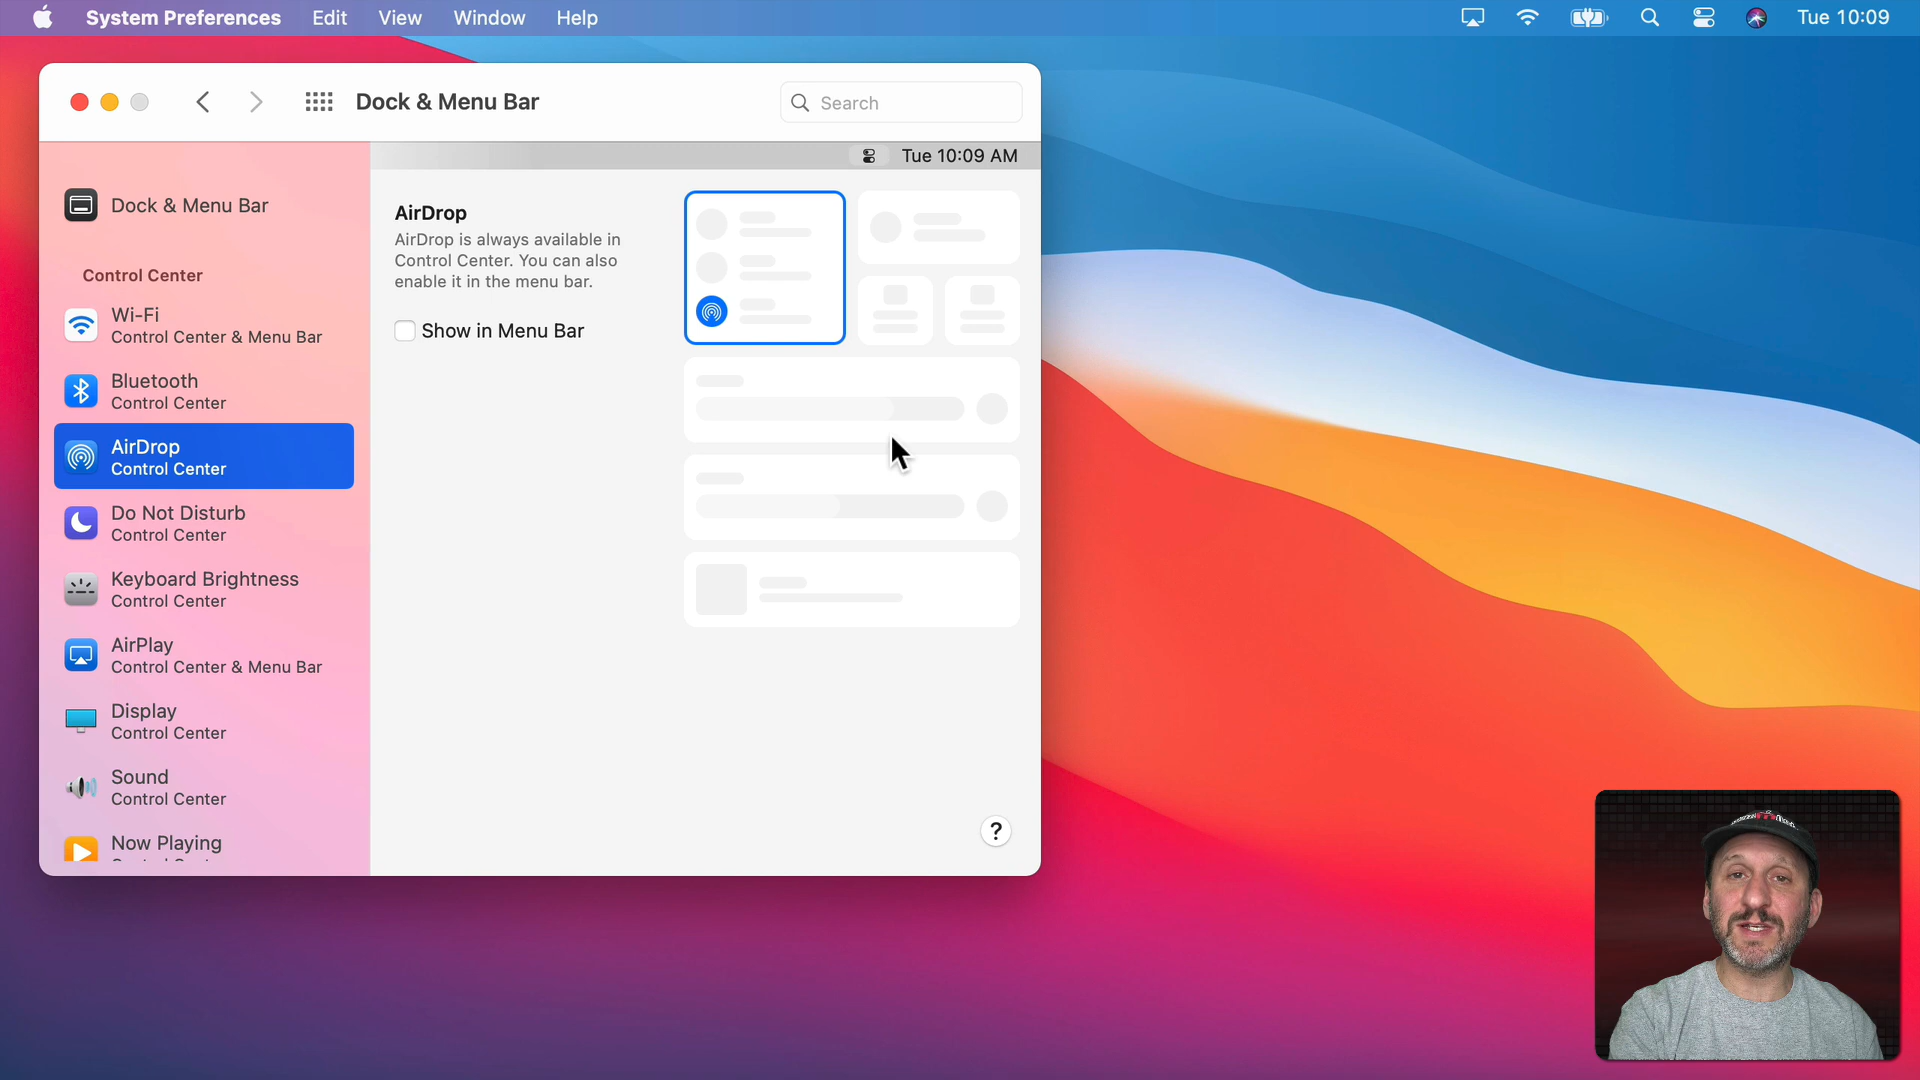 System Preferences Edit View Window Help Tue 10:09
Dock & Menu Bar Search
Tue 10:09 AM
Dock & Menu Bar
Control Center
Wi-Fi
Control Center & Menu Bar
Bluetooth
Control Center
AirDrop
Control Center
Do Not Disturb
Control Center
Keyboard Brightness
Control Center
AirPlay
Control Center & Menu Bar
Display
Control Center
Sound
Control Center
Now Playing
AirDrop
AirDrop is always available in
Control Center. You can also
enable it in the menu bar.
Show in Menu Bar
?